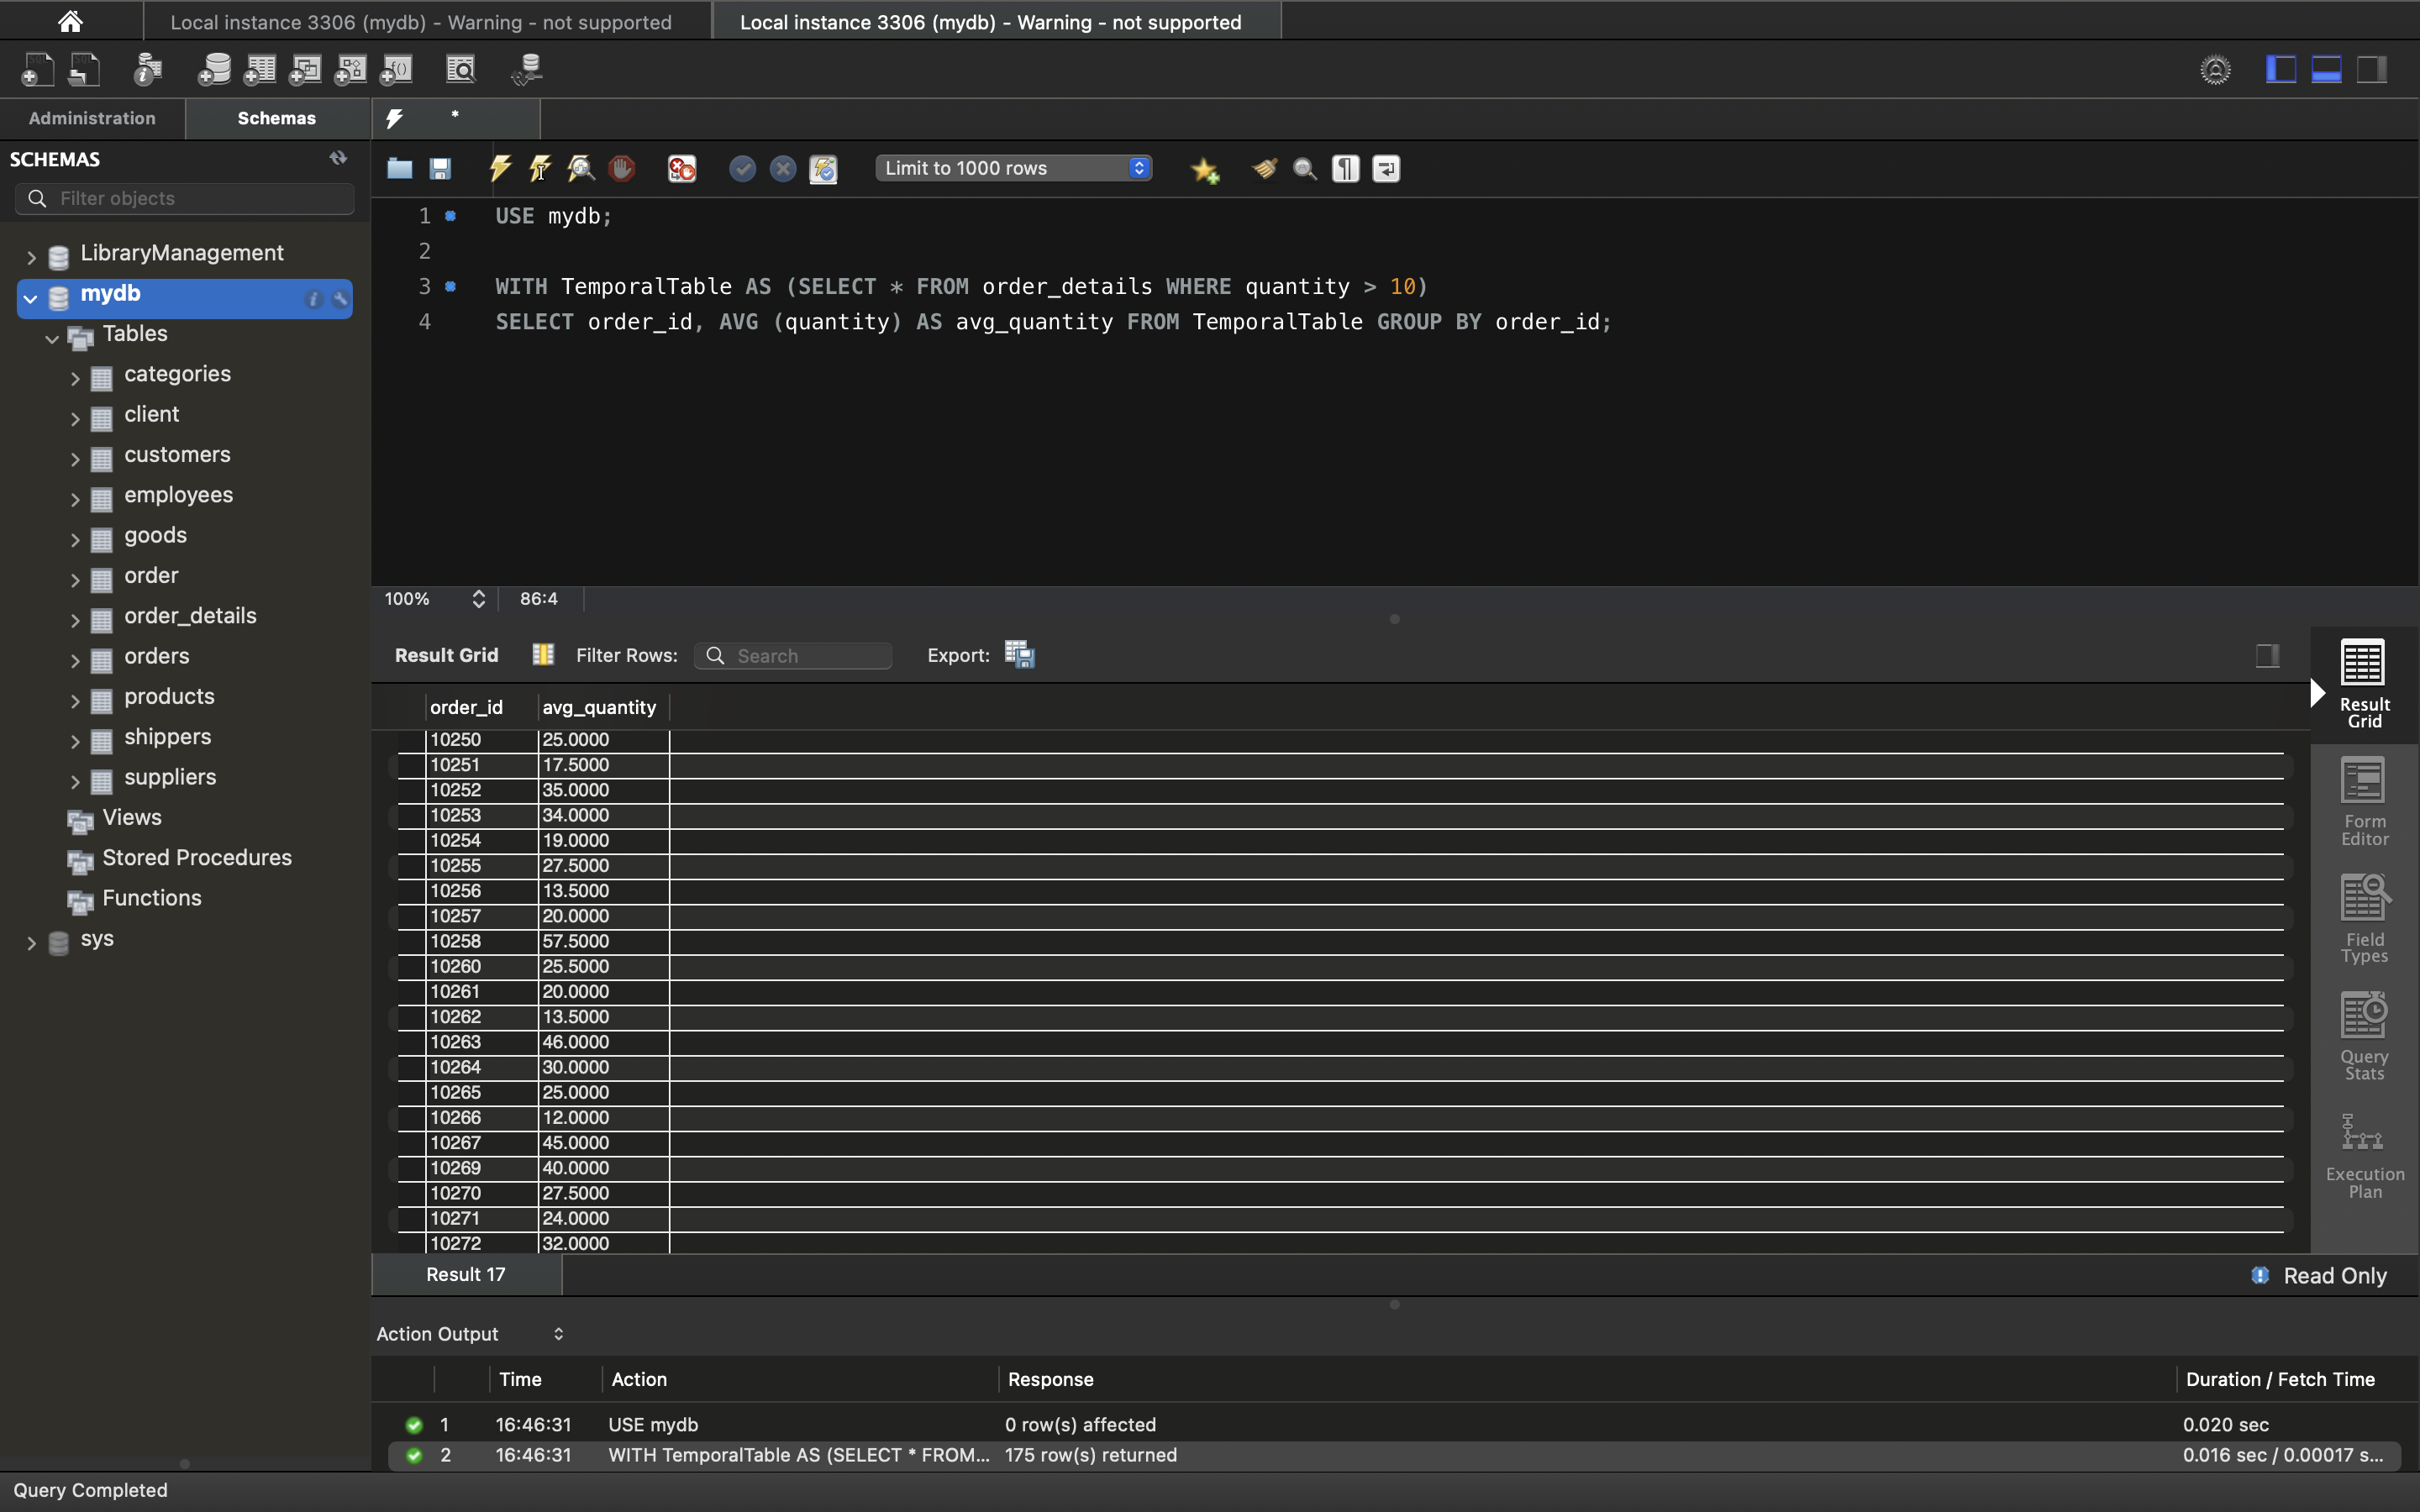 Local instance 3306 (mydb) - Warning - not supported
Local instance 3306 (mydb) - Warning - not supported
Administration
Schemas
*
SCHEMAS
Filter objects
LibraryManagement
mydb
Tables
categories
client
customers
employees
goods
order
order_details
orders
products
shippers
suppliers
Views
Stored Procedures
Functions
sys
Limit to 1000 rows
1 USE mydb;
2
3 WITH TemporalTable AS (SELECT * FROM order_details WHERE quantity > 10)
4 SELECT order_id, AVG (quantity) AS avg_quantity FROM TemporalTable GROUP BY order_id;
100% 86:4
Result Grid Filter Rows: Search Export:
order_id avg_quantity
10250 25.0000
10251 17.5000
10252 35.0000
10253 34.0000
10254 19.0000
10255 27.5000
10256 13.5000
10257 20.0000
10258 57.5000
10260 25.5000
10261 20.0000
10262 13.5000
10263 46.0000
10264 30.0000
10265 25.0000
10266 12.0000
10267 45.0000
10269 40.0000
10270 27.5000
10271 24.0000
10272 32.0000
Result
Grid
Form
Editor
Field
Types
Query
Stats
Execution
Plan
Result 17
Read Only
Action Output
Time Action Response Duration / Fetch Time
1 16:46:31 USE mydb 0 row(s) affected 0.020 sec
2 16:46:31 WITH TemporalTable AS (SELECT * FROM... 175 row(s) returned 0.016 sec / 0.00017 s...
Query Completed